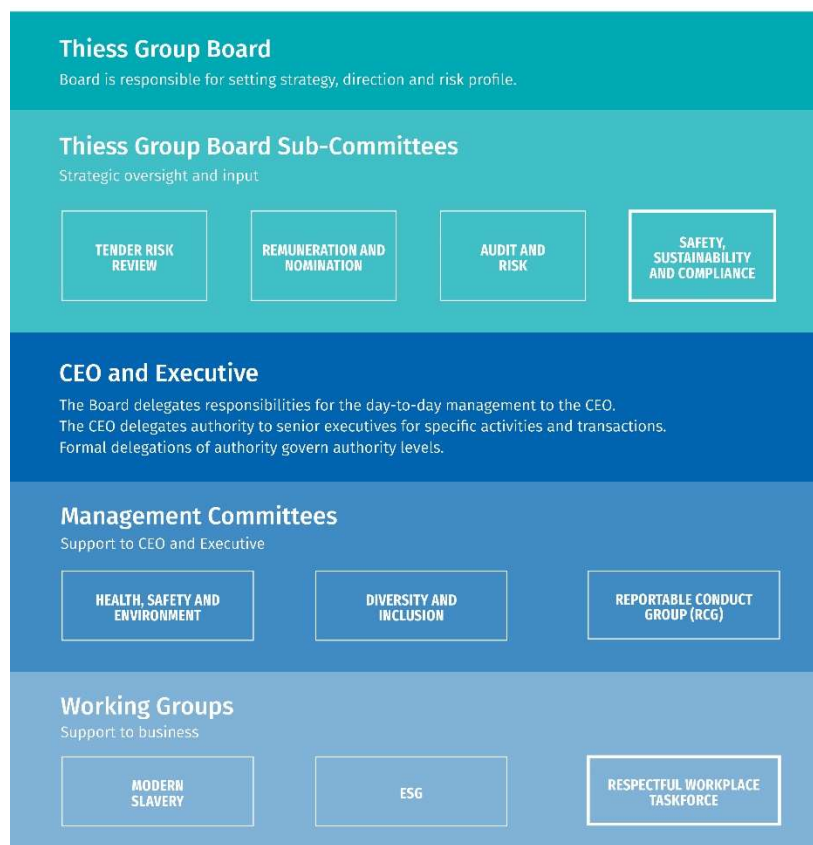 Thiess Group Board
Board is responsible for setting strategy, direction and risk profile.
Thiess Group Board Sub-Committees
Strategic oversight and input
TENDER RISK
REVIEW
REMUNERATION AND
NOMINATION
AUDIT AND
RISK
SAFETY,
SUSTAINABILITY
AND COMPLIANCE
CEO and Executive
The Board delegates responsibilities for the day-to-day management to the CEO.
The CEO delegates authority to senior executives for specific activities and transactions.
Formal delegations of authority govern authority levels.
Management Committees
Support to CEO and Executive
HEALTH, SAFETY AND
ENVIRONMENT
DIVERSITY AND
INCLUSION
REPORTABLE CONDUCT
GROUP (RCG)
Working Groups
Support to business
MODERN
SLAVERY
ESG
RESPECTFUL WORKPLACE
TASKFORCE